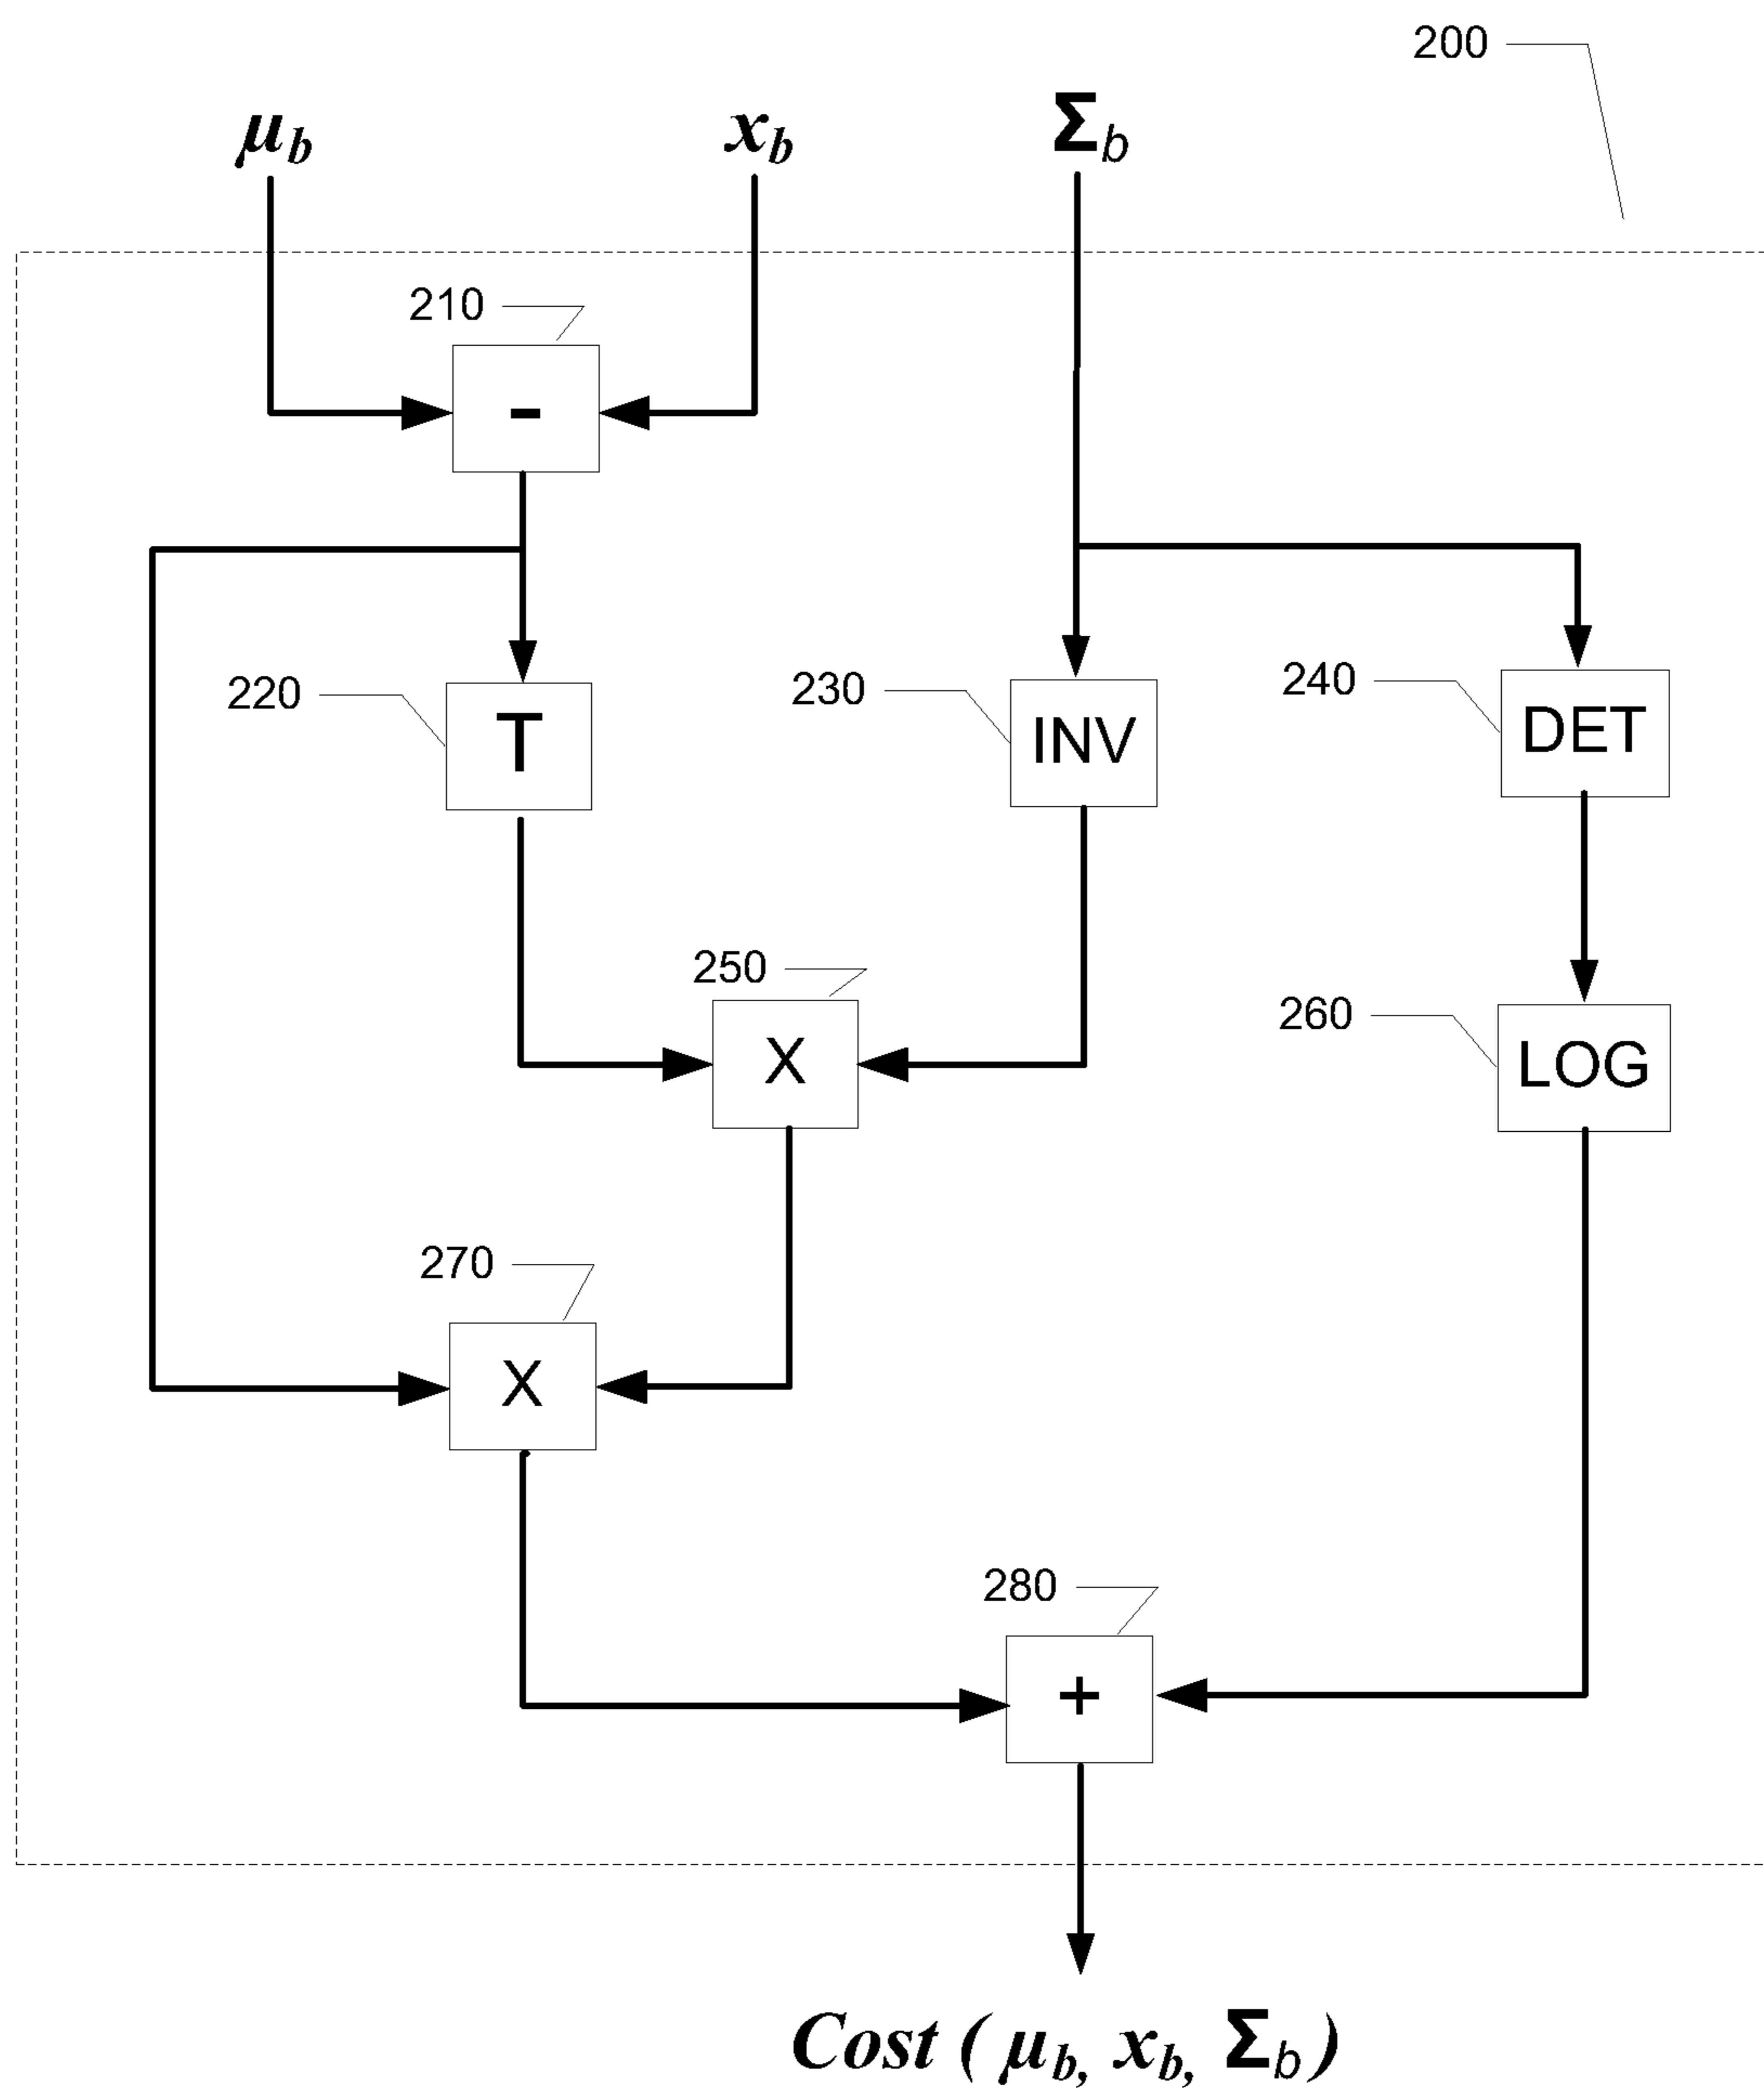 200
μb xb Σb
210
-
220 T 230 INV 240 DET
250
X
260 LOG
270
X
280
+
Cost ( μb, xb, Σb )